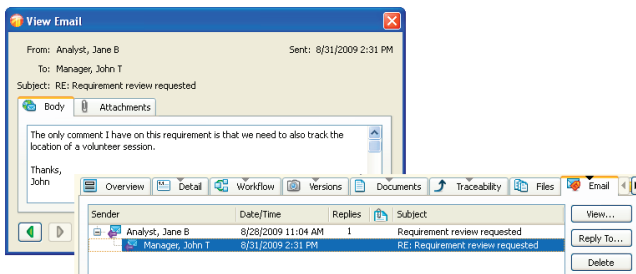 View Email
From: Analyst, Jane B Sent: 8/31/2009 2:31 PM
To: Manager, John T
Subject: RE: Requirement review requested
Body Attachments
The only comment I have on this requirement is that we need to also track the
location of a volunteer session.
Thanks,
John
Overview Detail Workflow Versions Documents Traceability Files Email
Sender Date/Time Replies Subject
Analyst, Jane B 8/28/2009 11:04 AM 1 Requirement review requested
Manager, John T 8/31/2009 2:31 PM RE: Requirement review requested
View...
Reply To...
Delete